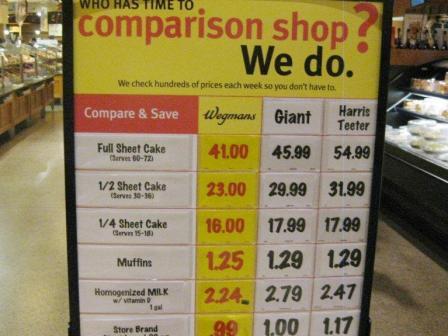 WHO HAS TIME TO
comparison shop?
We do.
We check hundreds of prices each week so you don't have to.
Compare & Save Wegmans Giant Harris Teeter
Full Sheet Cake 41.00 45.99 54.99
(Serves 60-72)
1/2 Sheet Cake 23.00 29.99 31.99
(Serves 30-36)
1/4 Sheet Cake 16.00 17.99 17.99
(Serves 15-18)
Muffins 1.25 1.29 1.29
Homogenized MILK 2.24 2.79 2.47
w/ vitamin D
1 gal
Store Brand .99 1.00 1.17